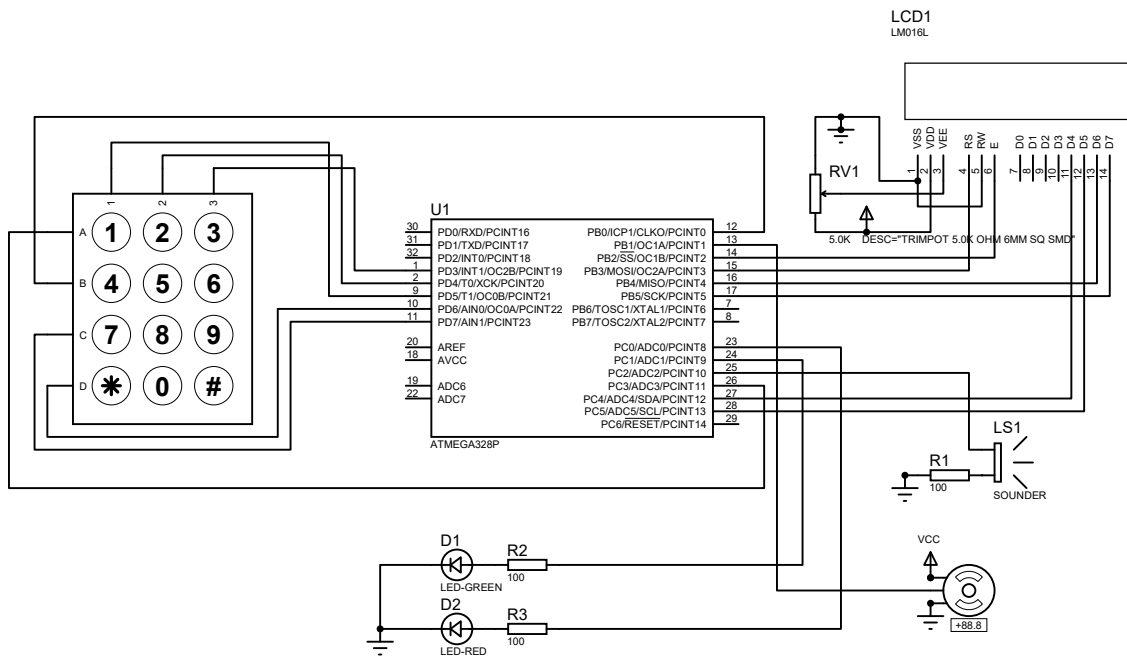 LCD1
LM016L
VSS VDD VEE RS RW E D0 D1 D2 D3 D4 D5 D6 D7
1 2 3 4 5 6 7 8 9 10 11 12 13 14
RV1
5.0K DESC="TRIMPOT 5.0K OHM 6MM SQ SMD"
1 2 3
A 1 2 3
B 4 5 6
C 7 8 9
D * 0 #
U1
30 PD0/RXD/PCINT16 PB0/ICP1/CLKO/PCINT0 12
31 PD1/TXD/PCINT17 PB1/OC1A/PCINT1 13
32 PD2/INT0/PCINT18 PB2/SS/OC1B/PCINT2 14
1 PD3/INT1/OC2B/PCINT19 PB3/MOSI/OC2A/PCINT3 15
2 PD4/T0/XCK/PCINT20 PB4/MISO/PCINT4 16
9 PD5/T1/OC0B/PCINT21 PB5/SCK/PCINT5 17
10 PD6/AIN0/OC0A/PCINT22 PB6/TOSC1/XTAL1/PCINT6 7
11 PD7/AIN1/PCINT23 PB7/TOSC2/XTAL2/PCINT7 8
20 AREF PC0/ADC0/PCINT8 23
18 AVCC PC1/ADC1/PCINT9 24
PC2/ADC2/PCINT10 25
19 ADC6 PC3/ADC3/PCINT11 26
22 ADC7 PC4/ADC4/SDA/PCINT12 27
PC5/ADC5/SCL/PCINT13 28
PC6/RESET/PCINT14 29
ATMEGA328P
LS1
SOUNDER
R1
100
D1
LED-GREEN
R2
100
D2
LED-RED
R3
100
VCC
+88.8